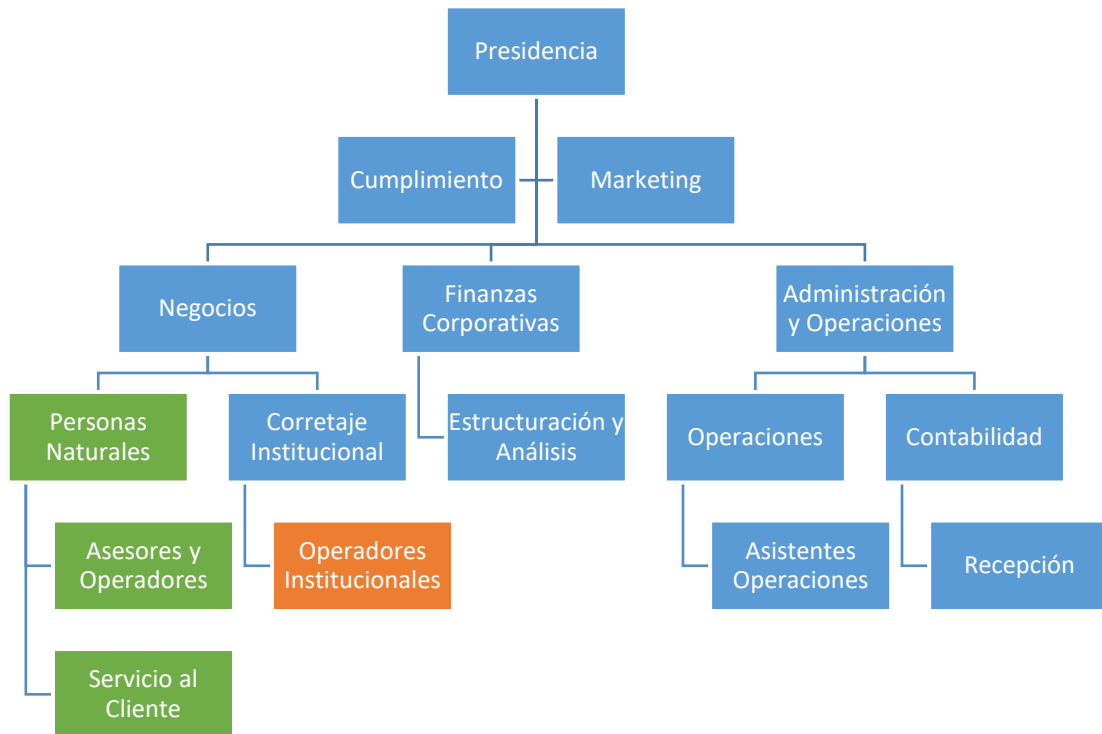 Presidencia
Cumplimiento
Marketing
Negocios
Finanzas
Corporativas
Administración
y Operaciones
Personas
Naturales
Corretaje
Institucional
Estructuración y
Análisis
Operaciones
Contabilidad
Asesores y
Operadores
Operadores
Institucionales
Asistentes
Operaciones
Recepción
Servicio al
Cliente